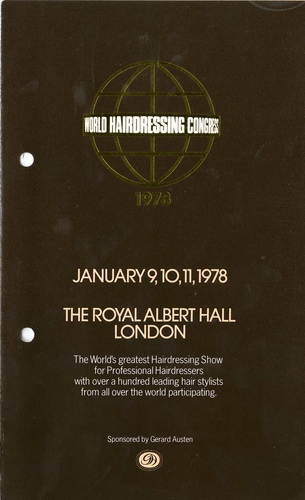 WORLD HAIRDRESSING CONGRESS
1978
JANUARY 9, 10, 11, 1978
THE ROYAL ALBERT HALL
LONDON
The World's greatest Hairdressing Show
for Professional Hairdressers
with over a hundred leading hair stylists
from all over the world participating.
Sponsored by Gerard Austen